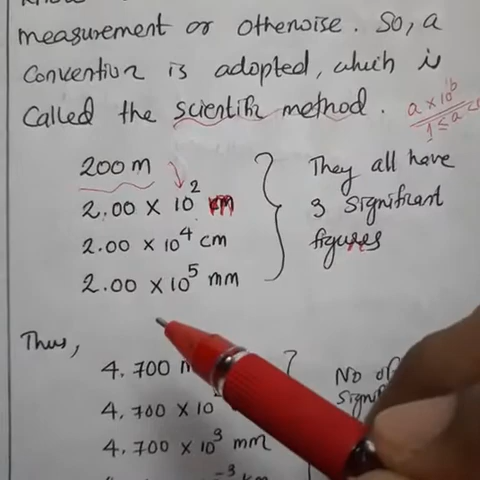 measurement or otherwise. So, a
convention is adopted, which is
called the scientific method.
a × 10^b
1 ≤ a
200 m
2.00 × 10^2 m
2.00 × 10^4 cm
2.00 × 10^5 mm
They all have
3 significant
figures
Thus,
4.700
4.700 × 10
4.700 × 10^3 mm
No of